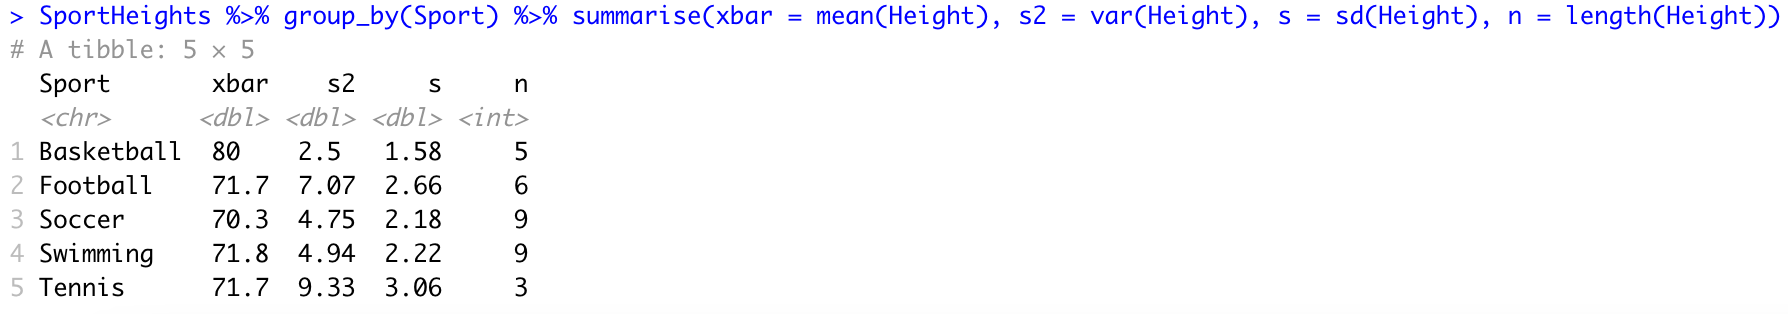 > SportHeights %>% group_by(Sport) %>% summarise(xbar = mean(Height), s2 = var(Height), s = sd(Height), n = length(Height))
# A tibble: 5 × 5
  Sport       xbar    s2     s     n
  <chr>      <dbl> <dbl> <dbl> <int>
1 Basketball  80    2.5   1.58     5
2 Football    71.7  7.07  2.66     6
3 Soccer      70.3  4.75  2.18     9
4 Swimming    71.8  4.94  2.22     9
5 Tennis      71.7  9.33  3.06     3